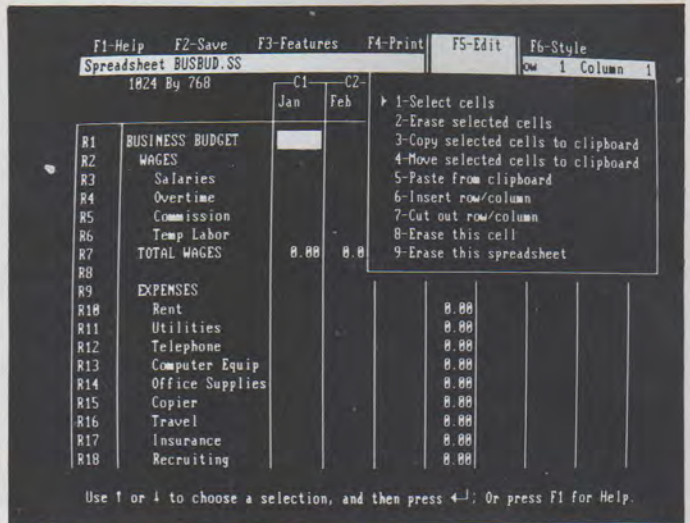 F1-Help F2-Save F3-Features F4-Print F5-Edit F6-Style
Spreadsheet BUSBUD.SS ow 1 Column 1
1024 By 768 C1 C2
Jan Feb
1-Select cells
2-Erase selected cells
3-Copy selected cells to clipboard
4-Move selected cells to clipboard
5-Paste from clipboard
6-Insert row/column
7-Cut out row/column
8-Erase this cell
9-Erase this spreadsheet
R1 BUSINESS BUDGET
R2 WAGES
R3 Salaries
R4 Overtime
R5 Commission
R6 Temp Labor
R7 TOTAL WAGES 0.00 0.0
R8
R9 EXPENSES
R10 Rent 0.00
R11 Utilities 0.00
R12 Telephone 0.00
R13 Computer Equip 0.00
R14 Office Supplies 0.00
R15 Copier 0.00
R16 Travel 0.00
R17 Insurance 0.00
R18 Recruiting 0.00
Use ↑ or ↓ to choose a selection, and then press ↵; Or press F1 for Help.